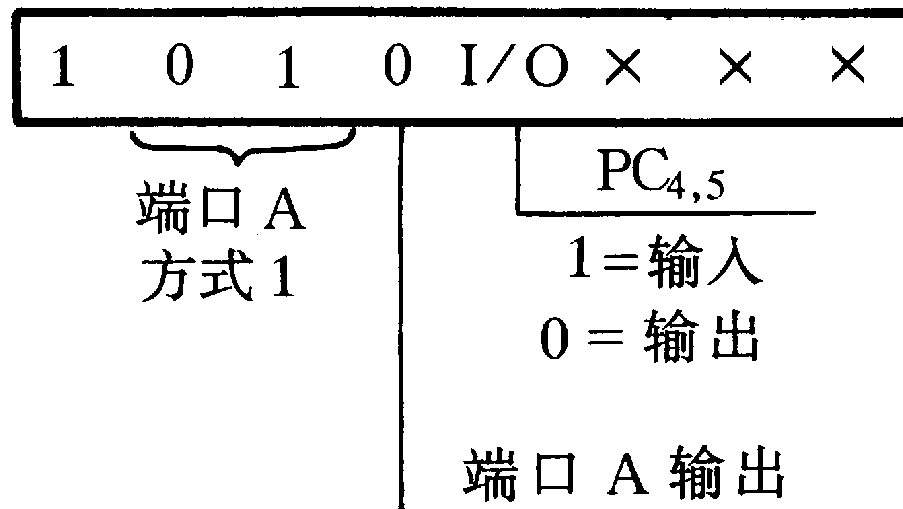 1 0 1 0 I/O × × ×
端口 A
方式 1
PC4,5
1=输入
0 = 输出
端口 A 输出